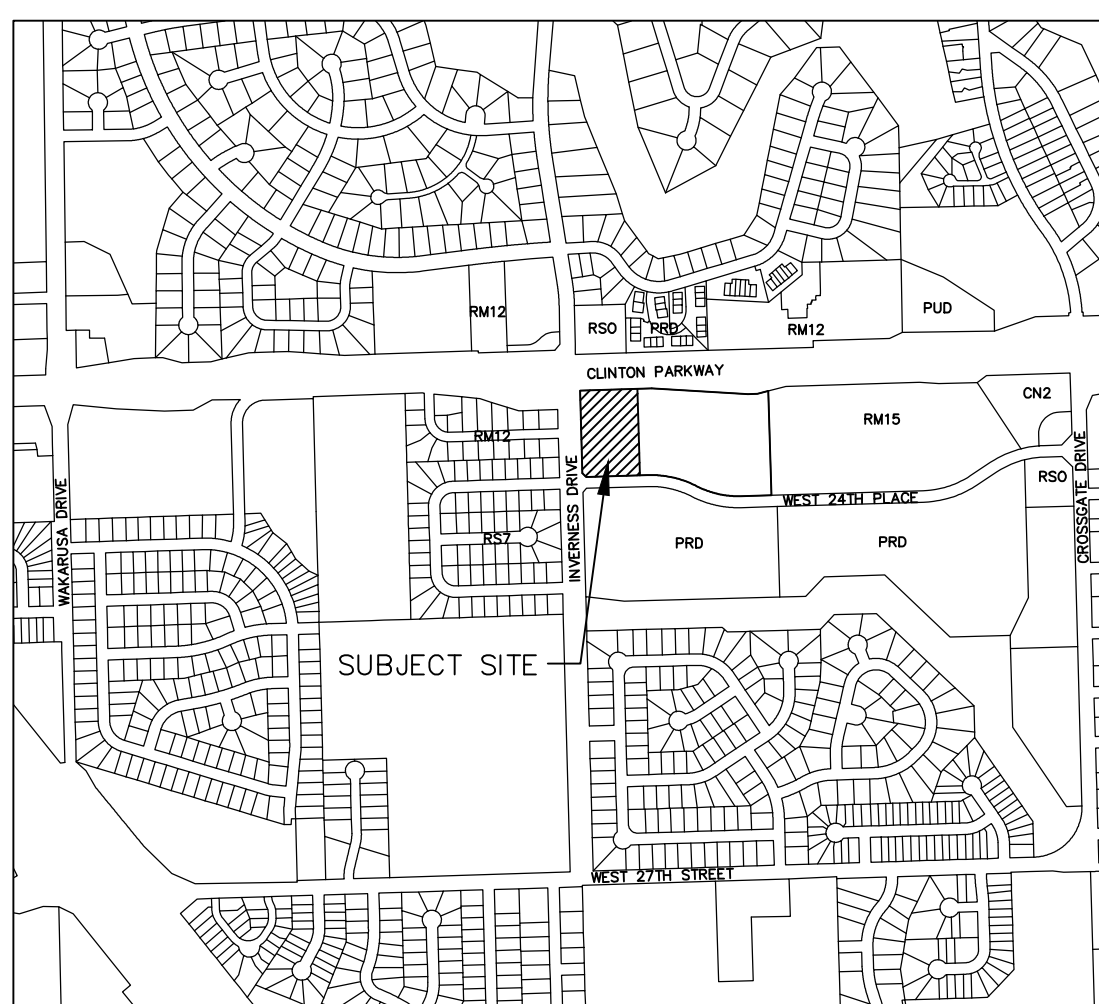 RM12
PUD
RSO
PRD
RM12
CLINTON PARKWAY
CN2
RM15
RM12
RSO
WAKARUSA DRIVE
INVERNESS DRIVE
WEST 24TH PLACE
CROSSGATE DRIVE
RS7
PRD
PRD
SUBJECT SITE
WEST 27TH STREET